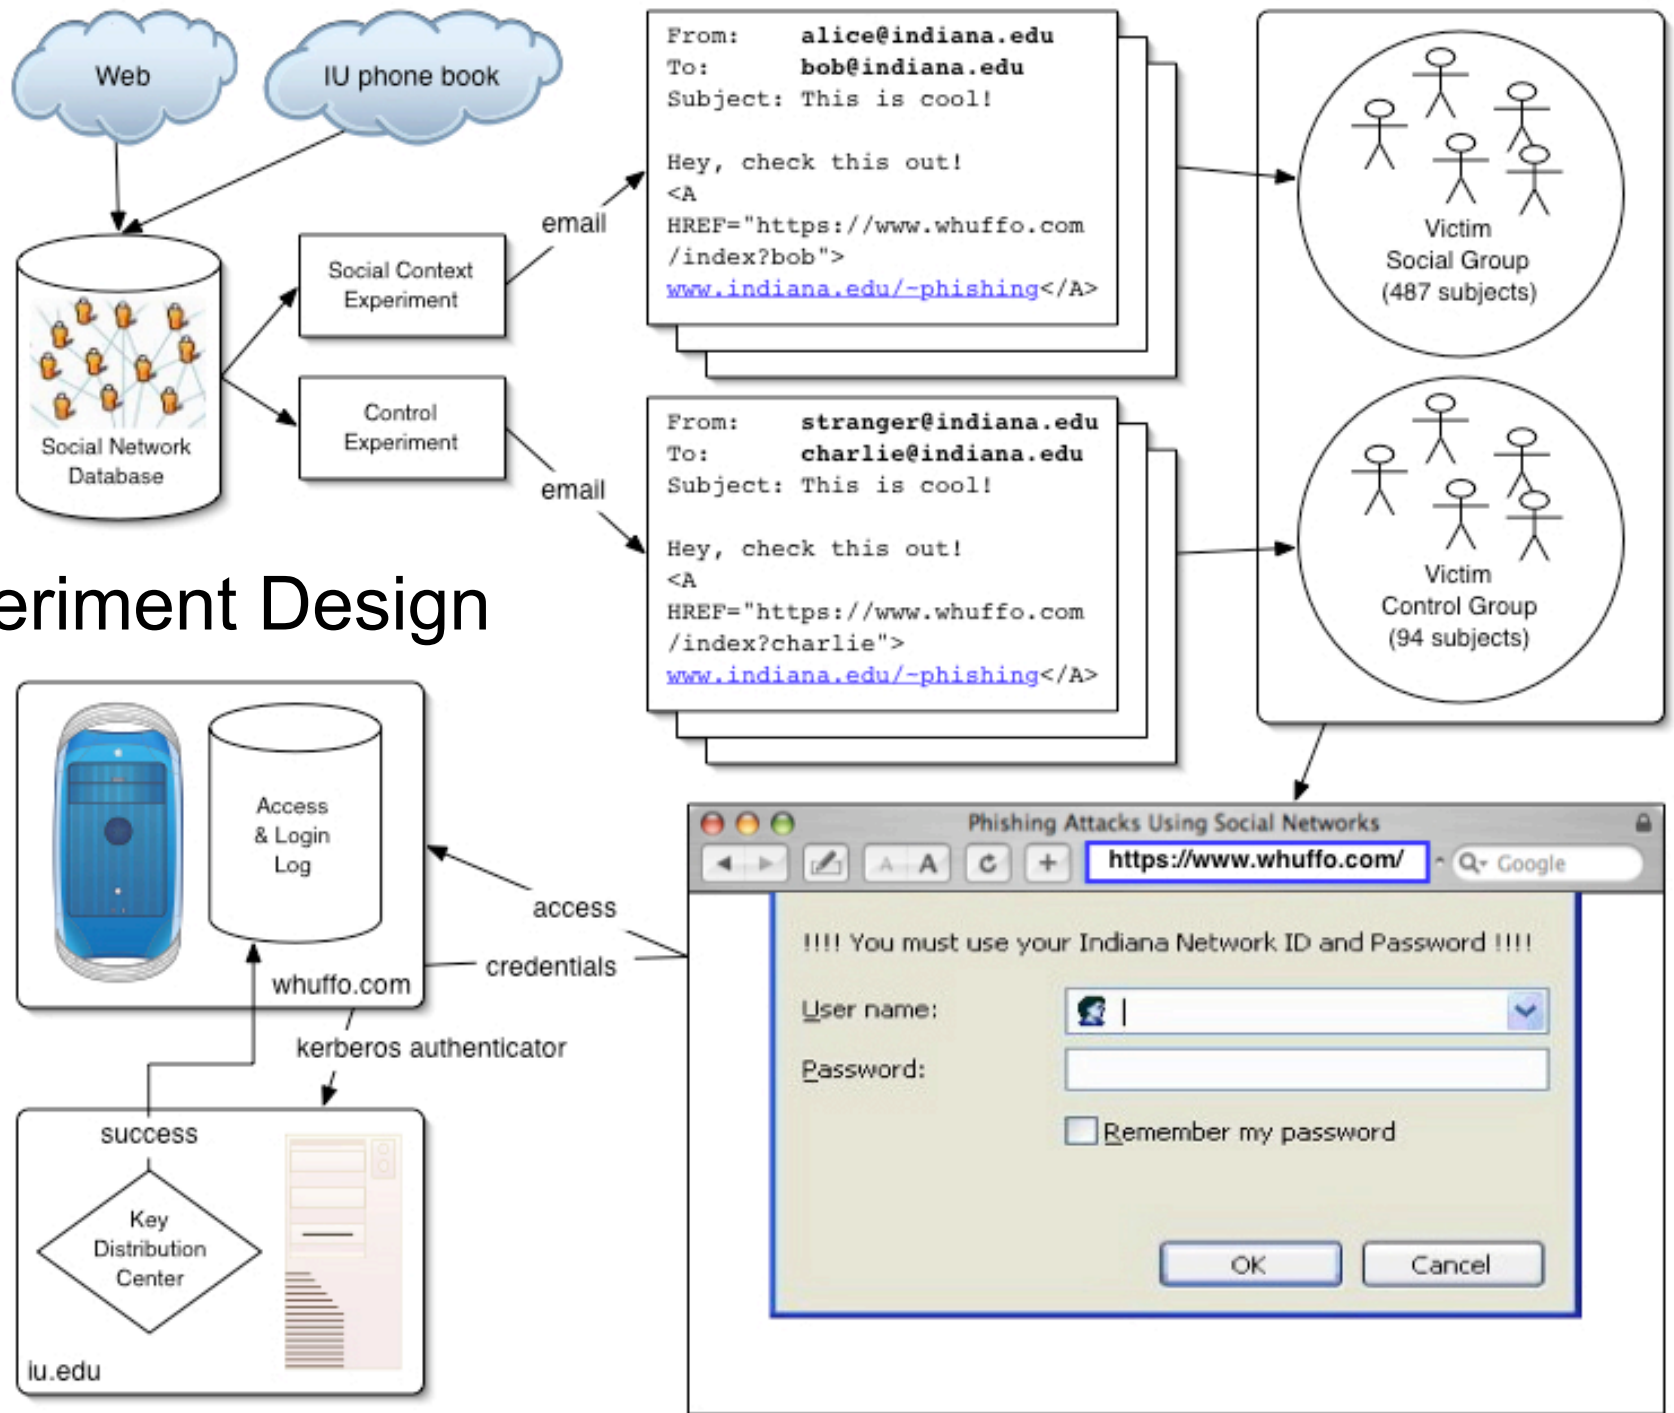 Web
IU phone book
Social Network
Database
Social Context
Experiment
Control
Experiment
email
email
From: alice@indiana.edu
To: bob@indiana.edu
Subject: This is cool!
Hey, check this out!
<A
HREF="https://www.whuffo.com
/index?bob">
www.indiana.edu/~phishing</A>
From: stranger@indiana.edu
To: charlie@indiana.edu
Subject: This is cool!
Hey, check this out!
<A
HREF="https://www.whuffo.com
/index?charlie">
www.indiana.edu/~phishing</A>
Victim
Social Group
(487 subjects)
Victim
Control Group
(94 subjects)
eriment Design
Access
& Login
Log
whuffo.com
access
credentials
kerberos authenticator
success
Key
Distribution
Center
iu.edu
Phishing Attacks Using Social Networks
A A + https://www.whuffo.com/ Google
!!!! You must use your Indiana Network ID and Password !!!!
User name:
Password:
Remember my password
OK Cancel